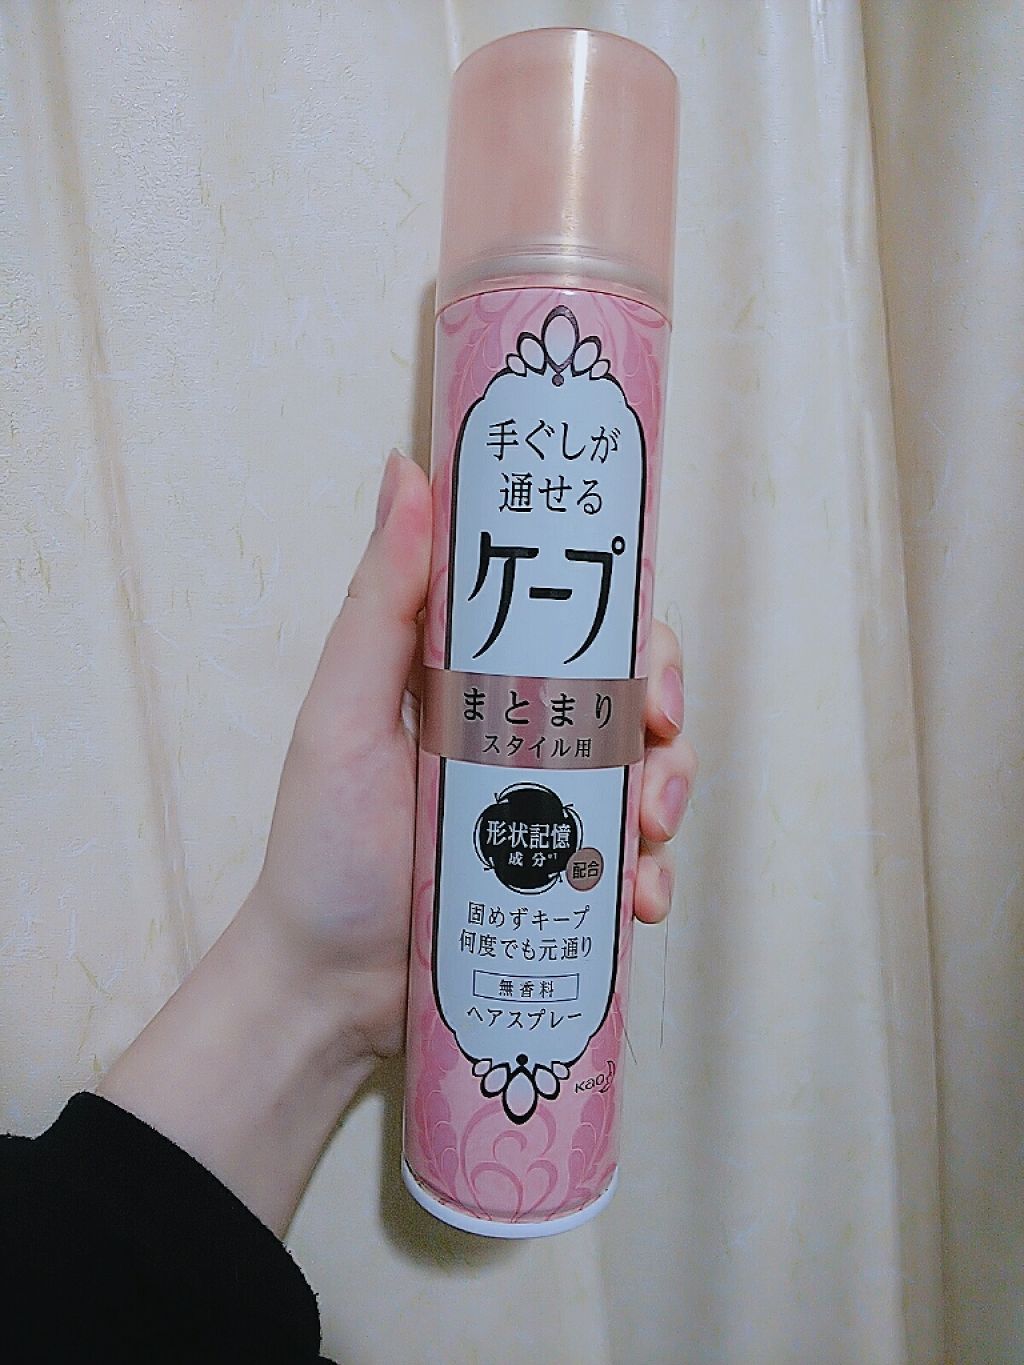 手ぐしが
通せる
ケープ
まとまり
スタイル用
形状記憶
成分※1
配合
固めずキープ
何度でも元通り
無香料
ヘアスプレー
Kao